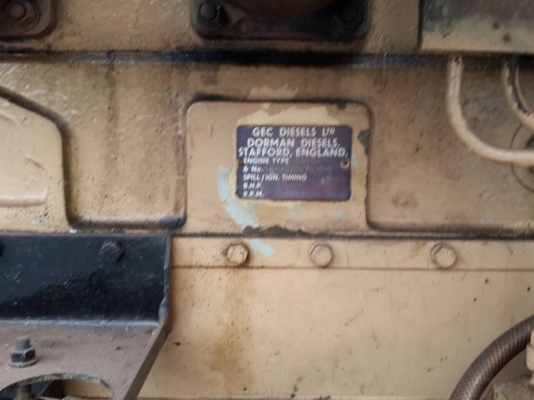 GEC DIESELS LTD
DORMAN DIESELS,
STAFFORD, ENGLAND.
ENGINE TYPE
& No.
SPILL/IGN. TIMING
B.H.P.
R.P.M.